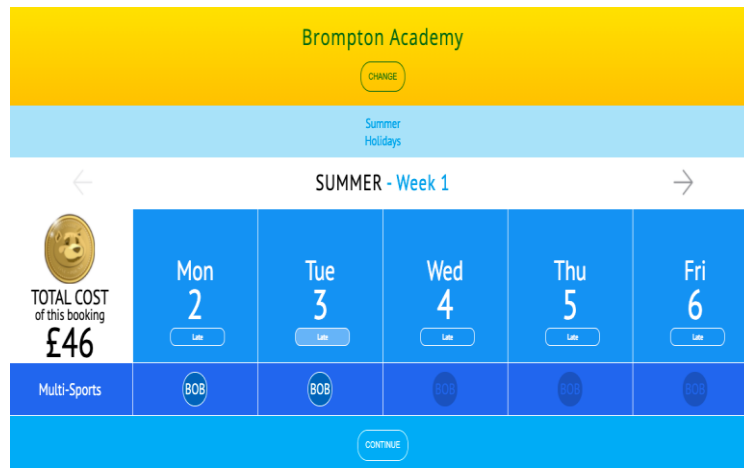 Brompton Academy
CHANGE
Summer
Holidays
SUMMER - Week 1
TOTAL COST
of this booking
£46
Mon
2
Late
Tue
3
Late
Wed
4
Late
Thu
5
Late
Fri
6
Late
Multi-Sports
BOB
BOB
BOB
BOB
BOB
CONTINUE